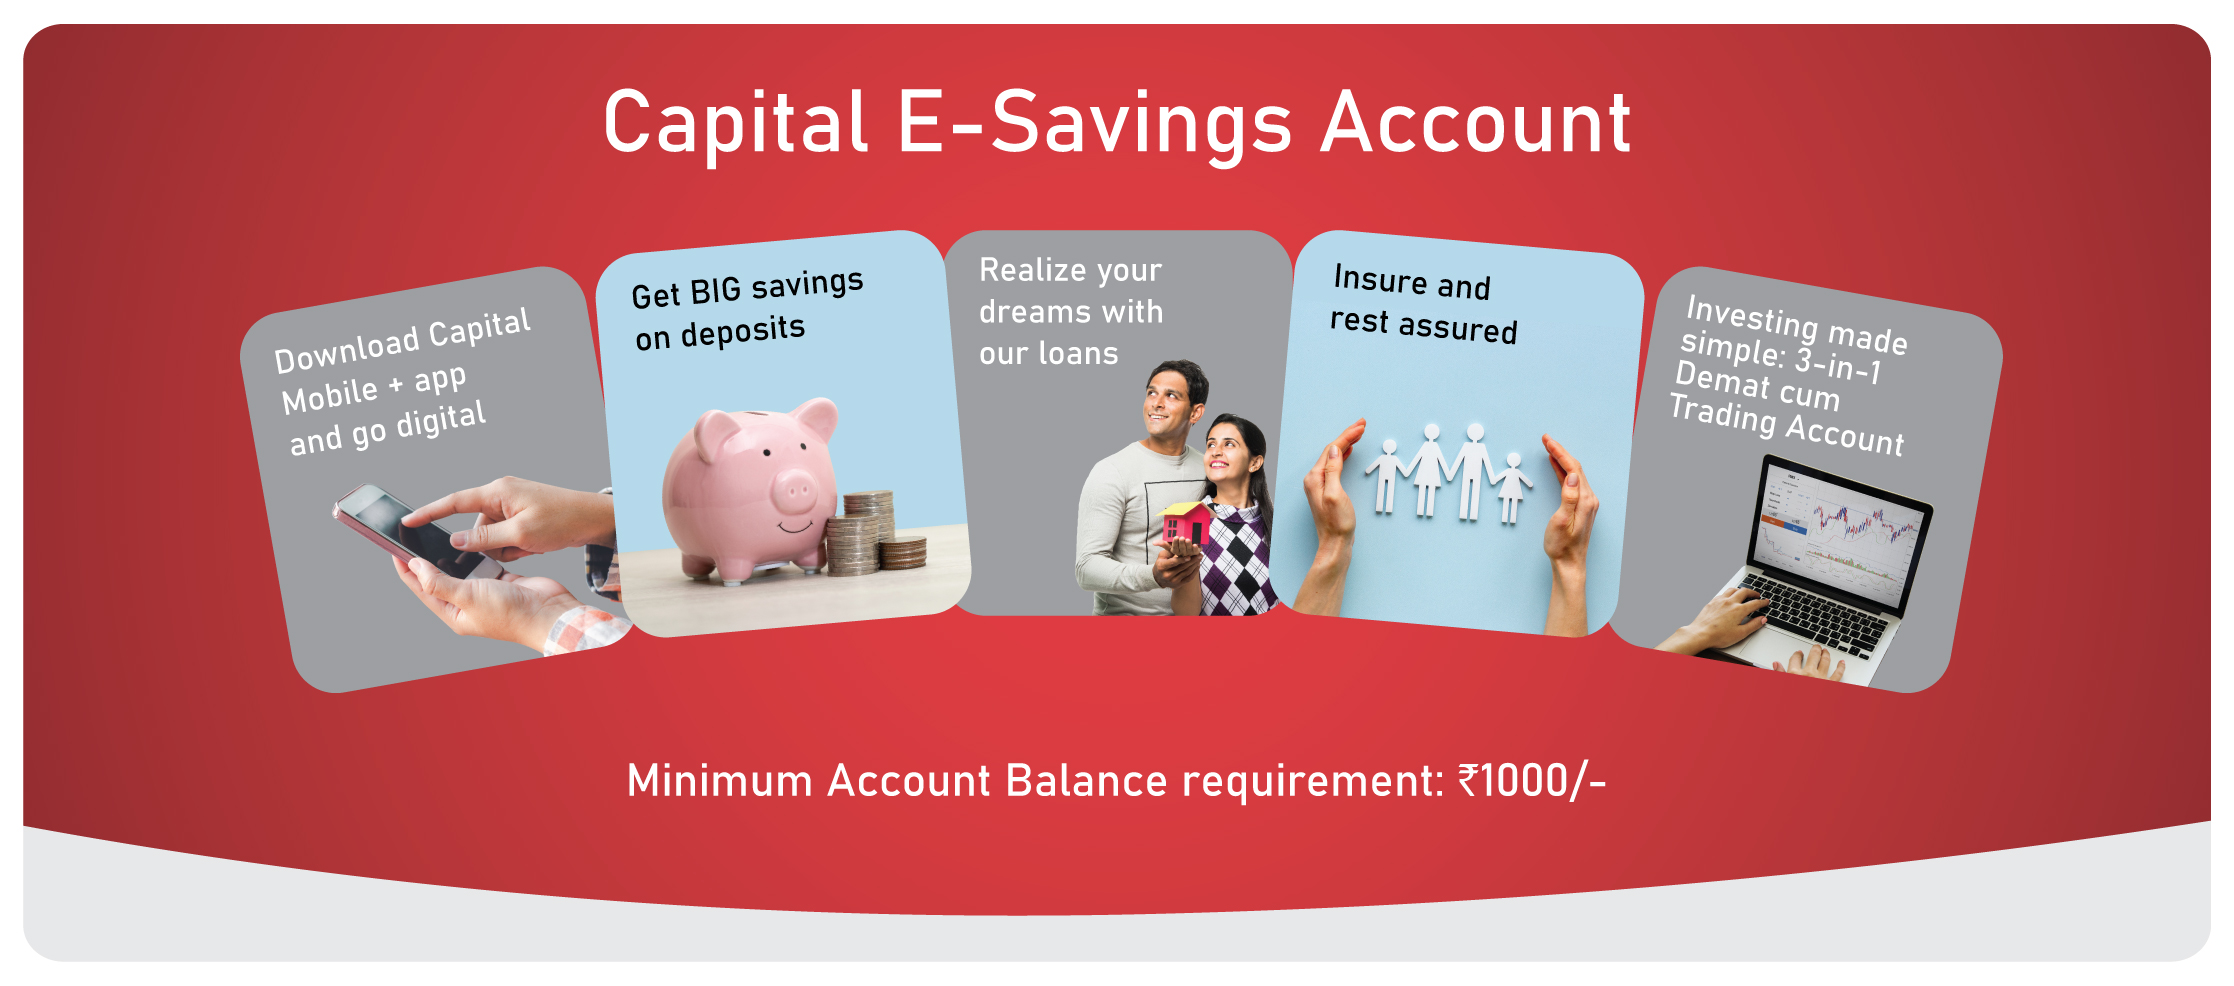 Capital E-Savings Account
Download Capital
Mobile + app
and go digital
Get BIG savings
on deposits
Realize your
dreams with
our loans
Insure and
rest assured
Investing made
simple: 3-in-1
Demat cum
Trading Account
Minimum Account Balance requirement: ₹1000/-